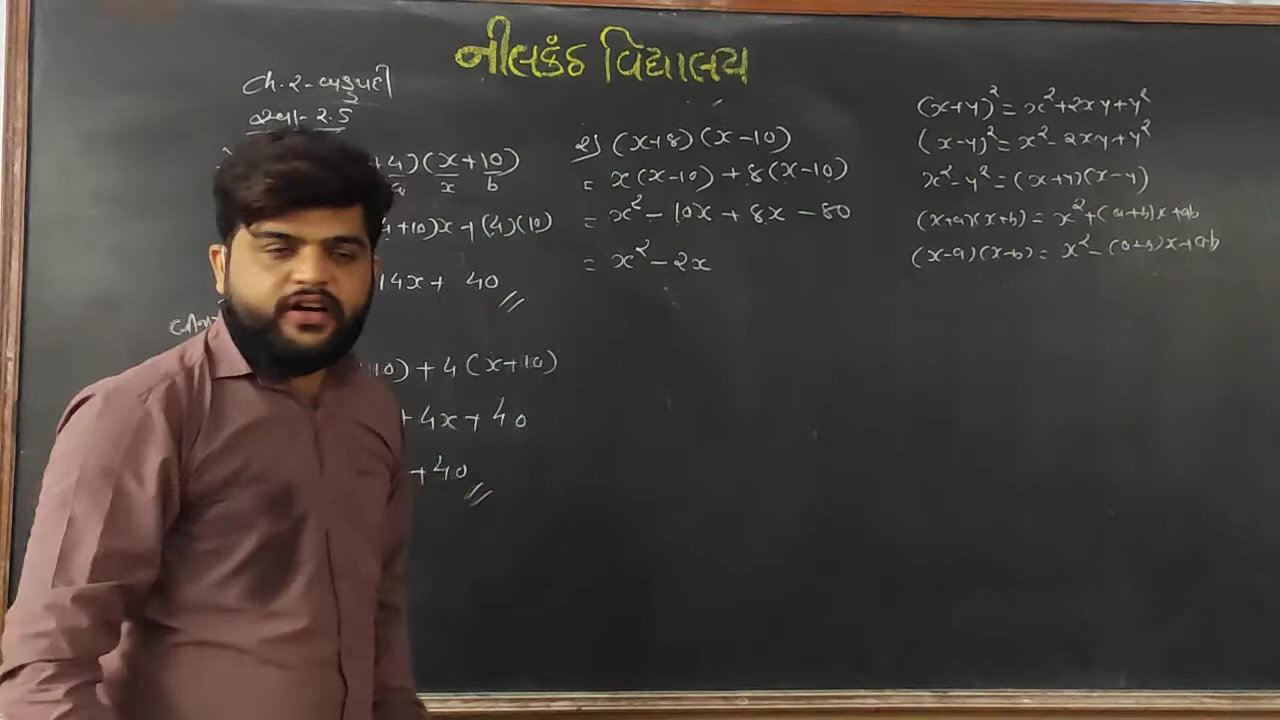 નીલકંઠ વિદ્યાલય
Ch.2-બહુપદી
સ્વા-2.5
+4)(x+10)
a x b
4+10)x+(4)(10)
14x+ 40
10)+4(x+10)
+4x+40
+40
2) (x+8)(x-10)
= x(x-10)+8(x-10)
= x²-10x+8x-80
= x²-2x
(x+y)²=x²+2xy+y²
(x-y)²=x²-2xy+y²
x²-y²=(x+y)(x-y)
(x+a)(x+b)=x²+(a+b)x+ab
(x-a)(x-b)=x²-(a+b)x+ab